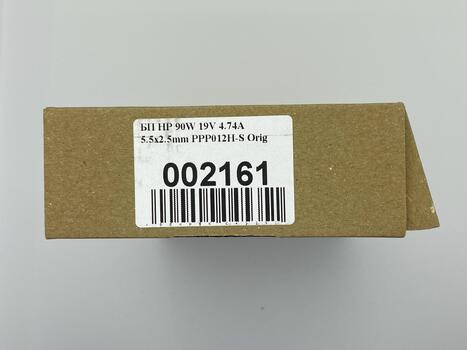 БП HP 90W 19V 4.74A
5.5x2.5mm PPP012H-S Orig
002161